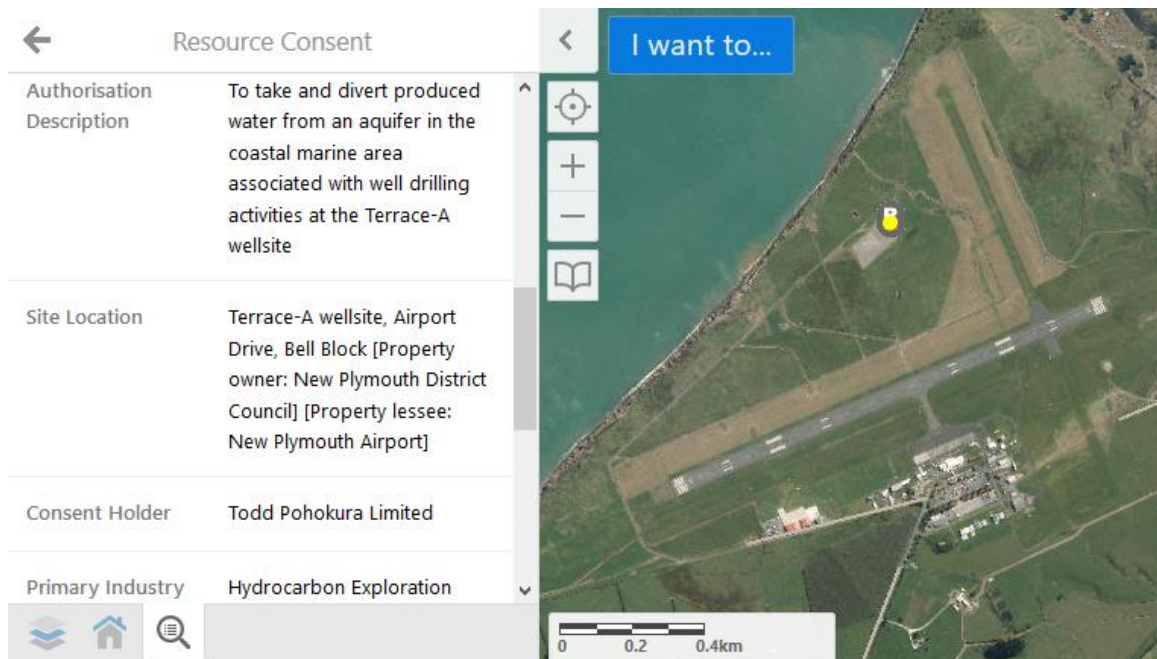 Resource Consent
I want to...
Authorisation
Description
To take and divert produced
water from an aquifer in the
coastal marine area
associated with well drilling
activities at the Terrace-A
wellsite
Site Location
Terrace-A wellsite, Airport
Drive, Bell Block [Property
owner: New Plymouth District
Council] [Property lessee:
New Plymouth Airport]
Consent Holder
Todd Pohokura Limited
Primary Industry
Hydrocarbon Exploration
0 0.2 0.4km